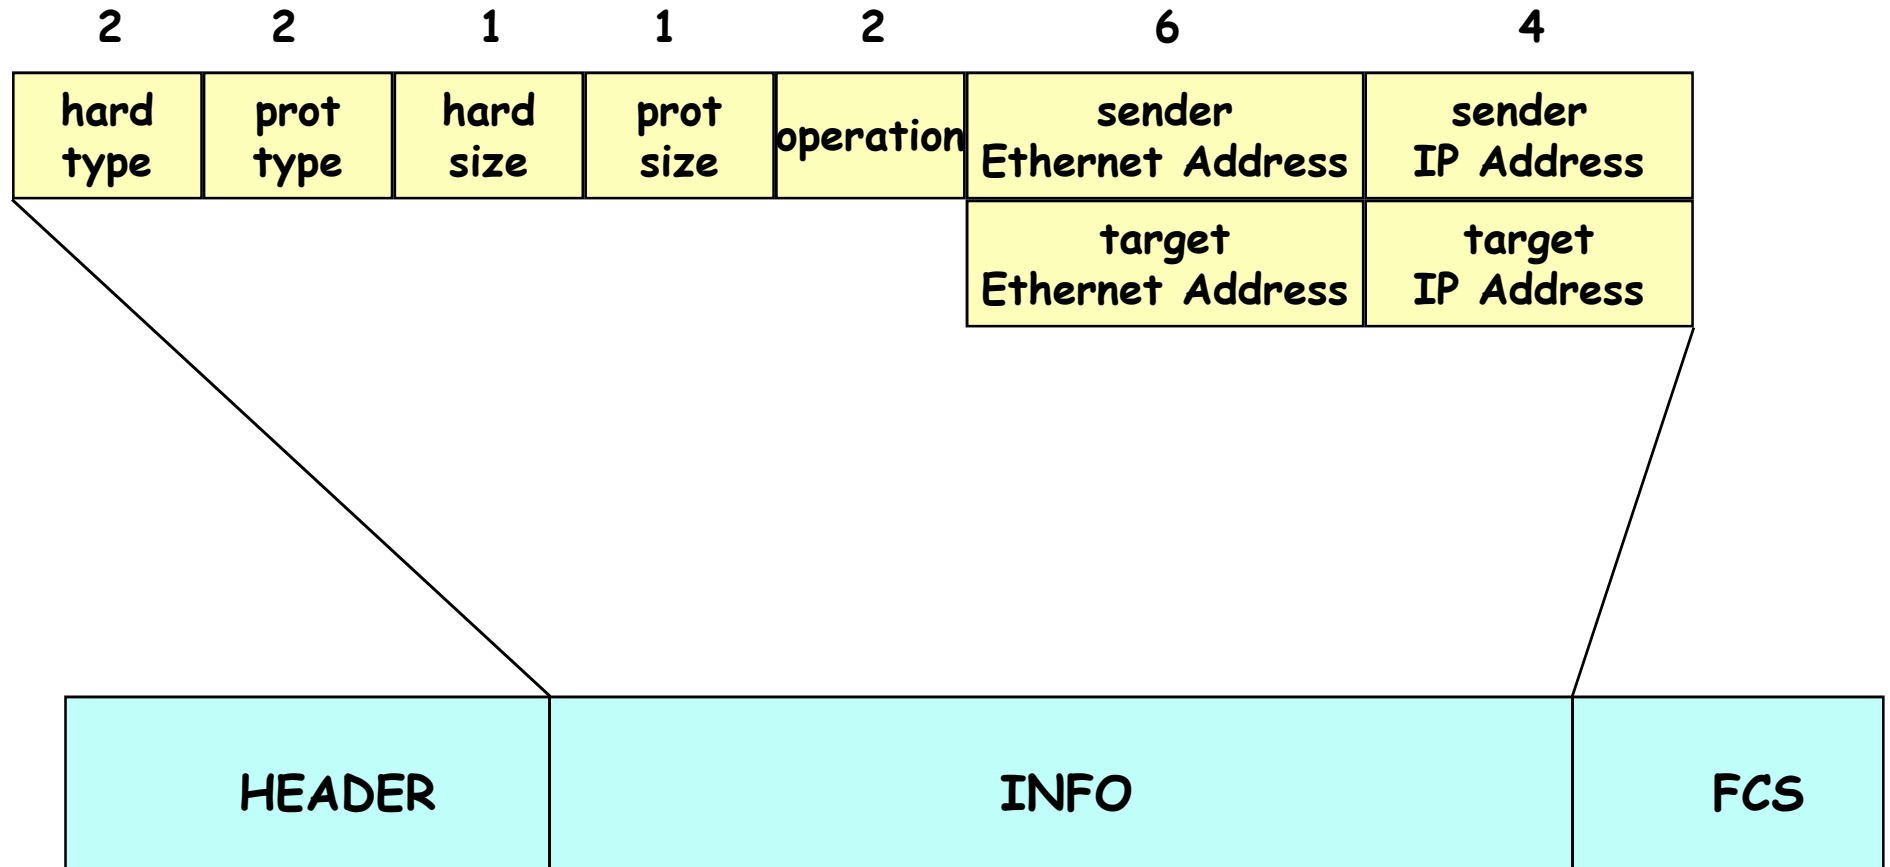 2 2 1 1 2 6 4
hard
type
prot
type
hard
size
prot
size
operation
sender
Ethernet Address
sender
IP Address
target
Ethernet Address
target
IP Address
HEADER
INFO
FCS